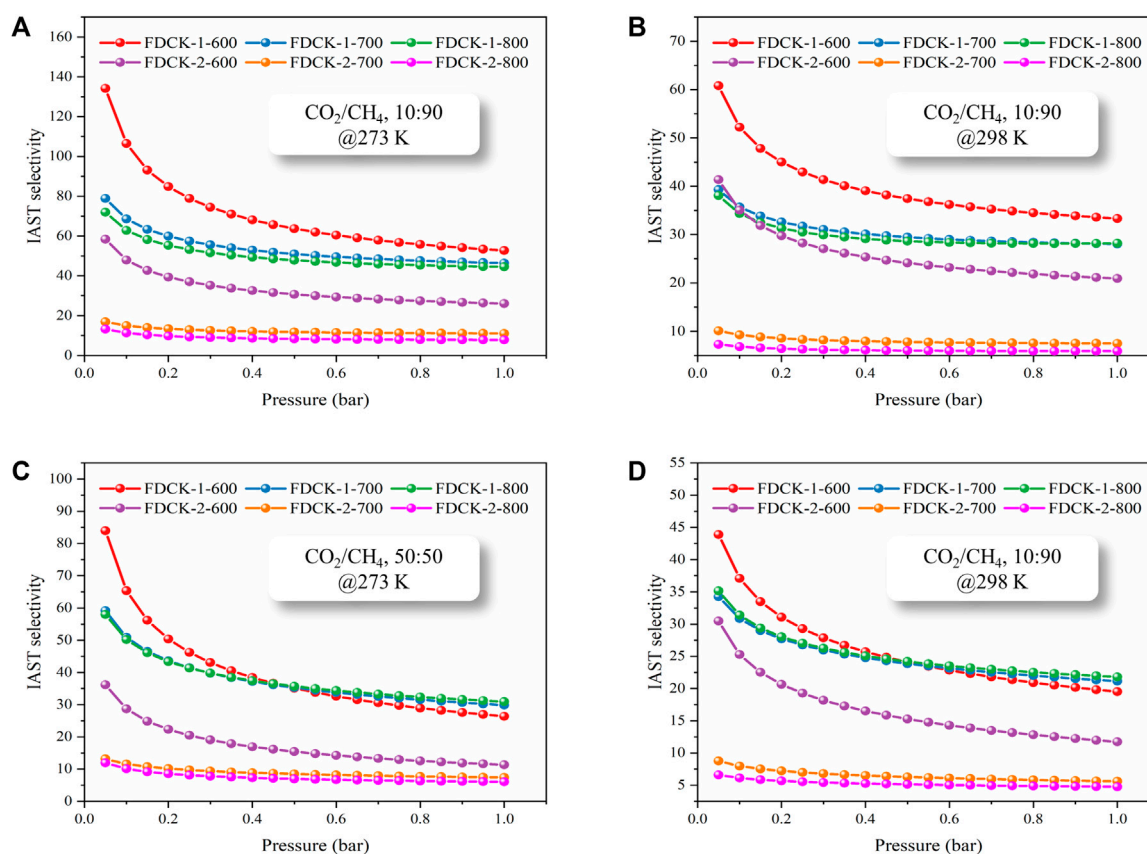 A
160
140
120
100
80
60
40
20
0
IAST selectivity
FDCK-1-600 FDCK-1-700 FDCK-1-800
FDCK-2-600 FDCK-2-700 FDCK-2-800
CO₂/CH₄, 10:90
@273 K
0.0 0.2 0.4 0.6 0.8 1.0
Pressure (bar)
B
70
60
50
40
30
20
10
IAST selectivity
FDCK-1-600 FDCK-1-700 FDCK-1-800
FDCK-2-600 FDCK-2-700 FDCK-2-800
CO₂/CH₄, 10:90
@298 K
0.0 0.2 0.4 0.6 0.8 1.0
Pressure (bar)
C
100
90
80
70
60
50
40
30
20
10
0
IAST selectivity
FDCK-1-600 FDCK-1-700 FDCK-1-800
FDCK-2-600 FDCK-2-700 FDCK-2-800
CO₂/CH₄, 50:50
@273 K
0.0 0.2 0.4 0.6 0.8 1.0
Pressure (bar)
D
55
50
45
40
35
30
25
20
15
10
5
IAST selectivity
FDCK-1-600 FDCK-1-700 FDCK-1-800
FDCK-2-600 FDCK-2-700 FDCK-2-800
CO₂/CH₄, 10:90
@298 K
0.0 0.2 0.4 0.6 0.8 1.0
Pressure (bar)